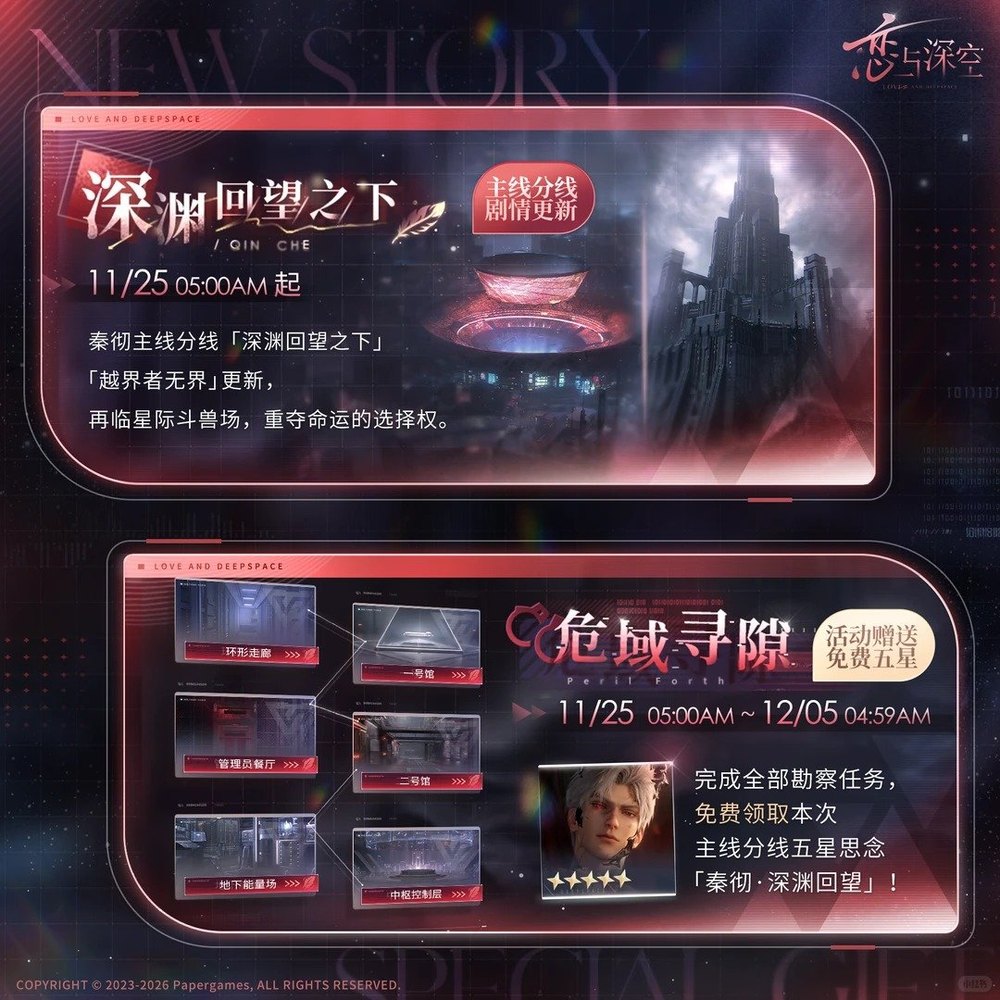 NEW STORY
恋与深空
LOVE AND DEEPSPACE
LOVE AND DEEPSPACE
深渊回望之下
/ QIN CHE
主线分线
剧情更新
11/25 05:00AM 起
秦彻主线分线「深渊回望之下」
「越界者无界」更新，
再临星际斗兽场，重夺命运的选择权。
LOVE AND DEEPSPACE
环形走廊 >>>
一号馆 >>>
管理员餐厅 >>>
二号馆 >>>
地下能量场 >>>
中枢控制层 >>>
危域寻隙
Peril Forth
活动赠送
免费五星
11/25 05:00AM ~ 12/05 04:59AM
完成全部勘察任务，
免费领取本次
主线分线五星思念
「秦彻·深渊回望」！
SPECIAL GIF
COPYRIGHT © 2023-2026 Papergames, ALL RIGHTS RESERVED.
小红书